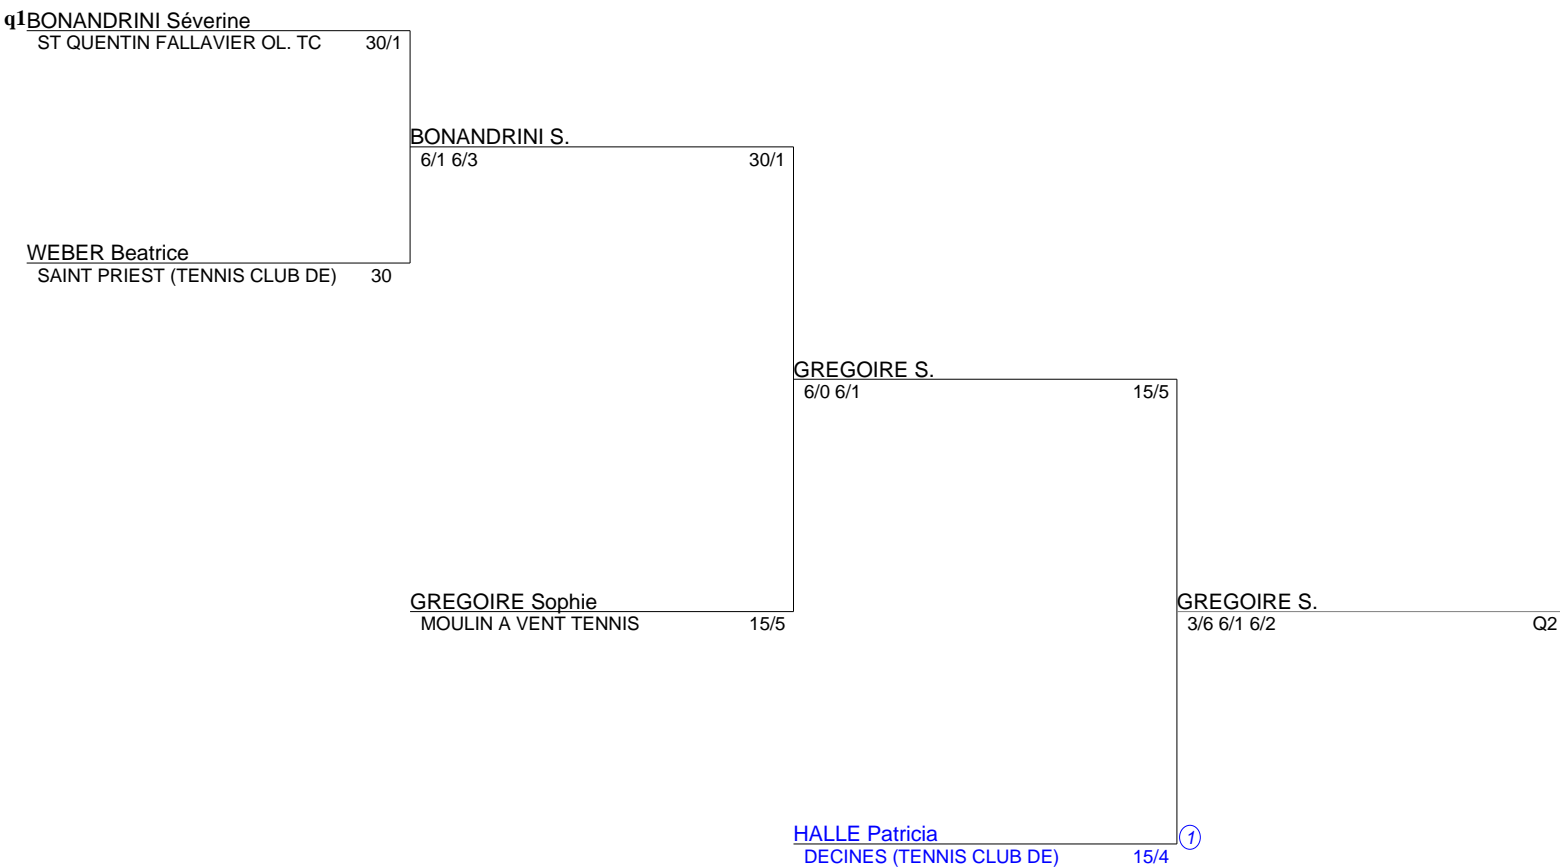 q1 BONANDRINI Séverine
ST QUENTIN FALLAVIER OL. TC 30/1
BONANDRINI S.
6/1 6/3 30/1
WEBER Beatrice
SAINT PRIEST (TENNIS CLUB DE) 30
GREGOIRE S.
6/0 6/1 15/5
GREGOIRE Sophie
MOULIN A VENT TENNIS 15/5
GREGOIRE S.
3/6 6/1 6/2 Q2
HALLE Patricia 1
DECINES (TENNIS CLUB DE) 15/4